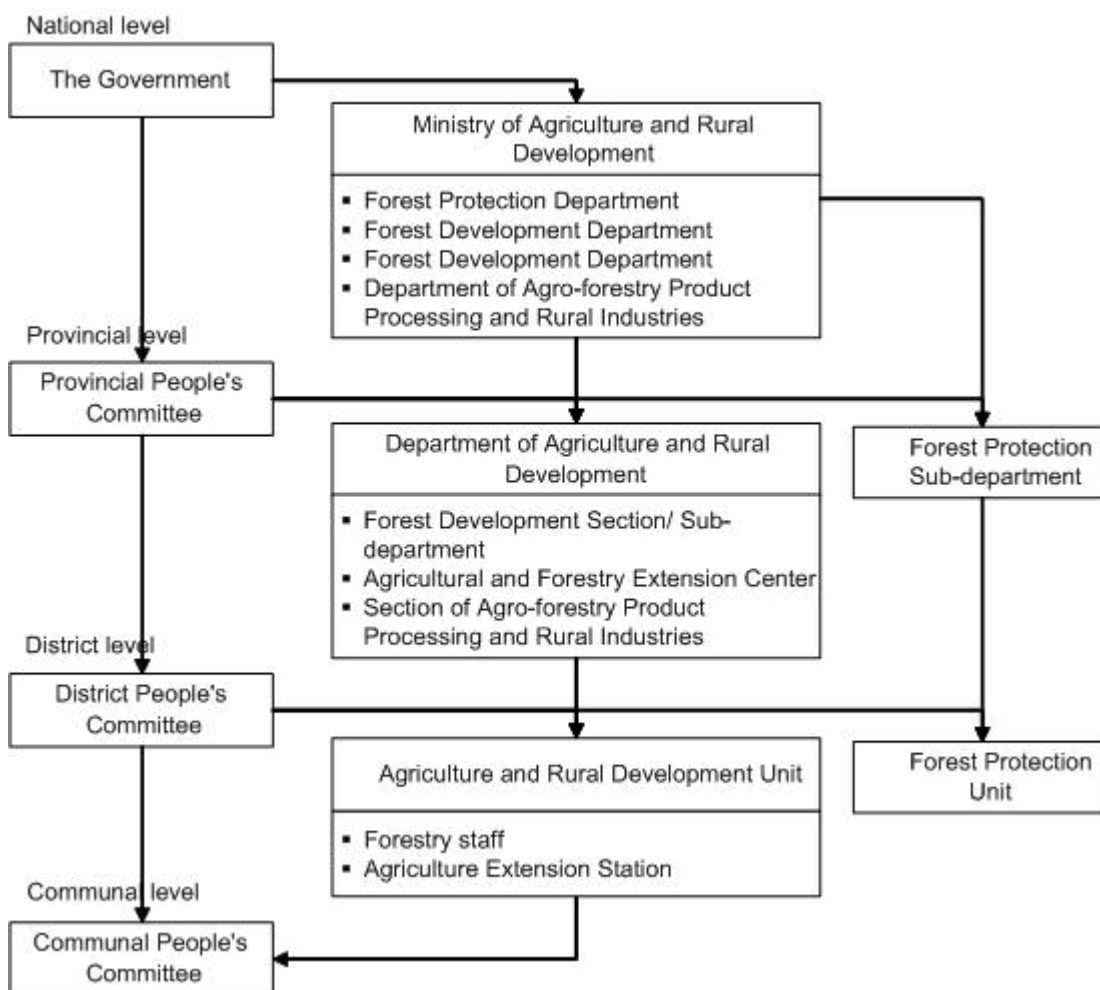 National level
The Government
Ministry of Agriculture and Rural
Development
▪ Forest Protection Department
▪ Forest Development Department
▪ Forest Development Department
▪ Department of Agro-forestry Product
Processing and Rural Industries
Provincial level
Provincial People's
Committee
Department of Agriculture and Rural
Development
▪ Forest Development Section/ Sub-
department
▪ Agricultural and Forestry Extension Center
▪ Section of Agro-forestry Product
Processing and Rural Industries
Forest Protection
Sub-department
District level
District People's
Committee
Agriculture and Rural Development Unit
▪ Forestry staff
▪ Agriculture Extension Station
Forest Protection
Unit
Communal level
Communal People's
Committee